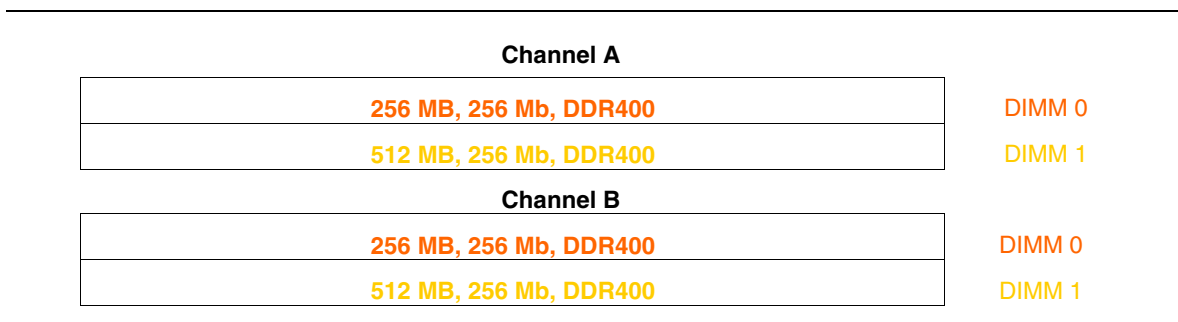 Channel A
256 MB, 256 Mb, DDR400 DIMM 0
512 MB, 256 Mb, DDR400 DIMM 1
Channel B
256 MB, 256 Mb, DDR400 DIMM 0
512 MB, 256 Mb, DDR400 DIMM 1